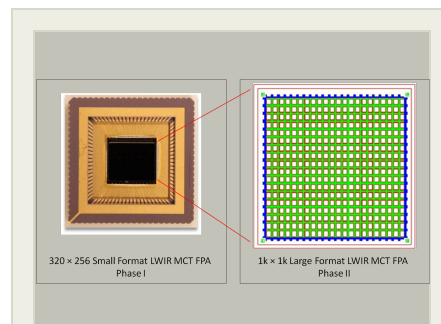 320 × 256 Small Format LWIR MCT FPA
Phase I
1k × 1k Large Format LWIR MCT FPA
Phase II